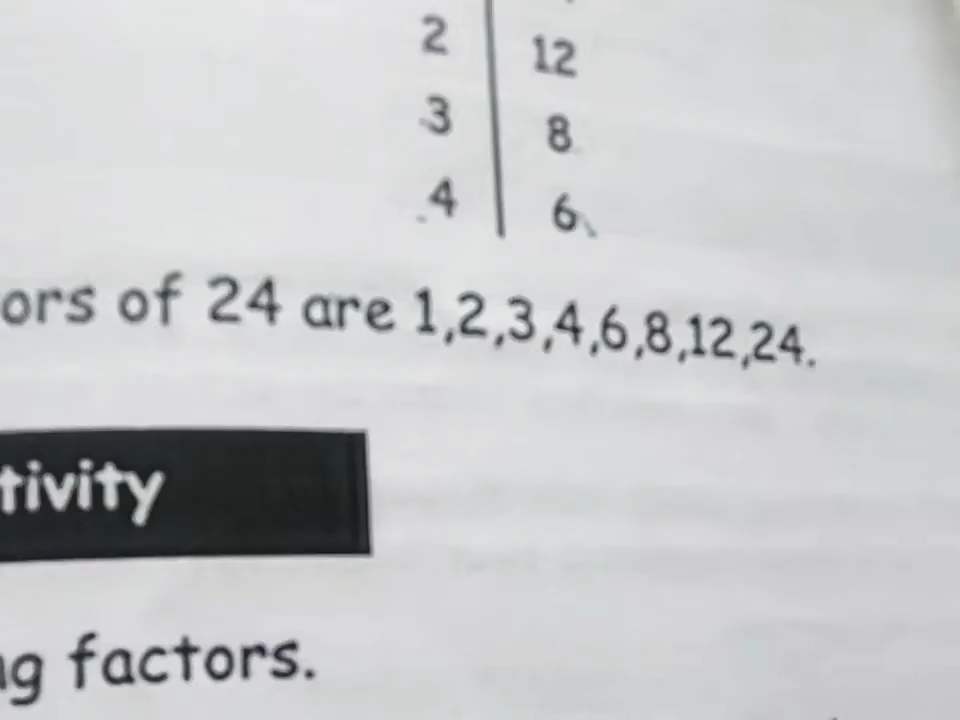 2 12
3 8
4 6
ors of 24 are 1,2,3,4,6,8,12,24.
tivity
g factors.